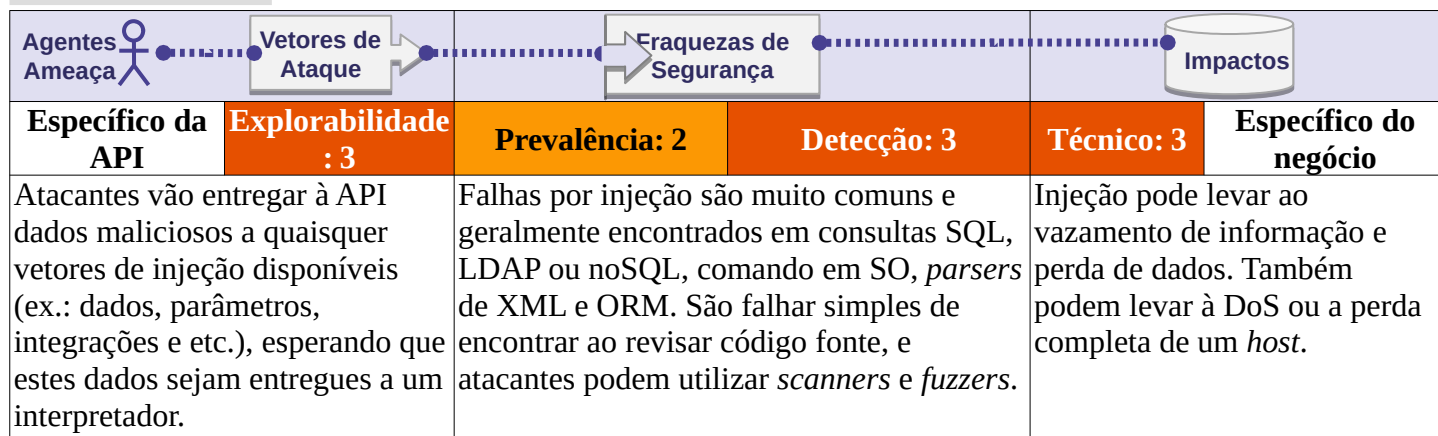 Agentes
Ameaça
Vetores de
Ataque
Fraquezas de
Segurança
Impactos
Específico da
API
Explorabilidade
: 3
Prevalência: 2
Detecção: 3
Técnico: 3
Específico do
negócio
Atacantes vão entregar à API
dados maliciosos a quaisquer
vetores de injeção disponíveis
(ex.: dados, parâmetros,
integrações e etc.), esperando que
estes dados sejam entregues a um
interpretador.
Falhas por injeção são muito comuns e
geralmente encontrados em consultas SQL,
LDAP ou noSQL, comando em SO, parsers
de XML e ORM. São falhar simples de
encontrar ao revisar código fonte, e
atacantes podem utilizar scanners e fuzzers.
Injeção pode levar ao
vazamento de informação e
perda de dados. Também
podem levar à DoS ou a perda
completa de um host.